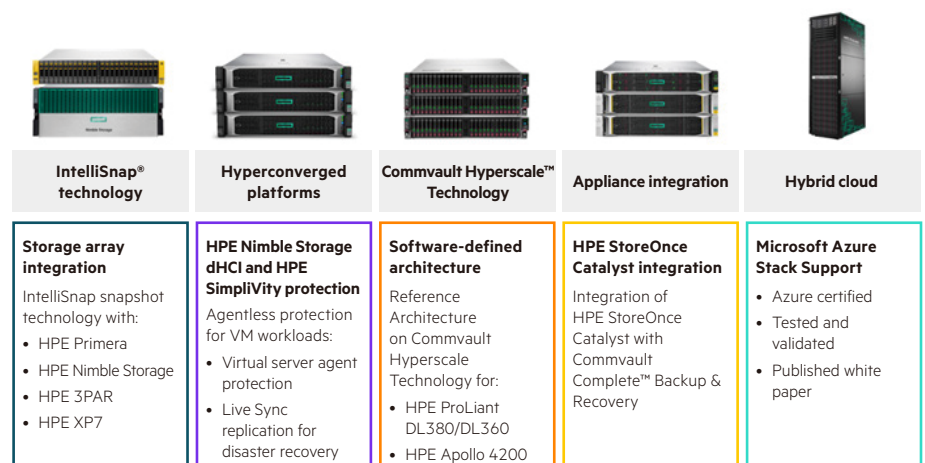 Nimble Storage
IntelliSnap®
technology
Hyperconverged
platforms
Commvault Hyperscale™
Technology
Appliance integration
Hybrid cloud
Storage array
integration
IntelliSnap snapshot
technology with:
• HPE Primera
• HPE Nimble Storage
• HPE 3PAR
• HPE XP7
HPE Nimble Storage
dHCI and HPE
SimpliVity protection
Agentless protection
for VM workloads:
• Virtual server agent
protection
• Live Sync
replication for
disaster recovery
Software-defined
architecture
Reference
Architecture
on Commvault
Hyperscale
Technology for:
• HPE ProLiant
DL380/DL360
• HPE Apollo 4200
HPE StoreOnce
Catalyst integration
Integration of
HPE StoreOnce
Catalyst with
Commvault
Complete™ Backup &
Recovery
Microsoft Azure
Stack Support
• Azure certified
• Tested and
validated
• Published white
paper